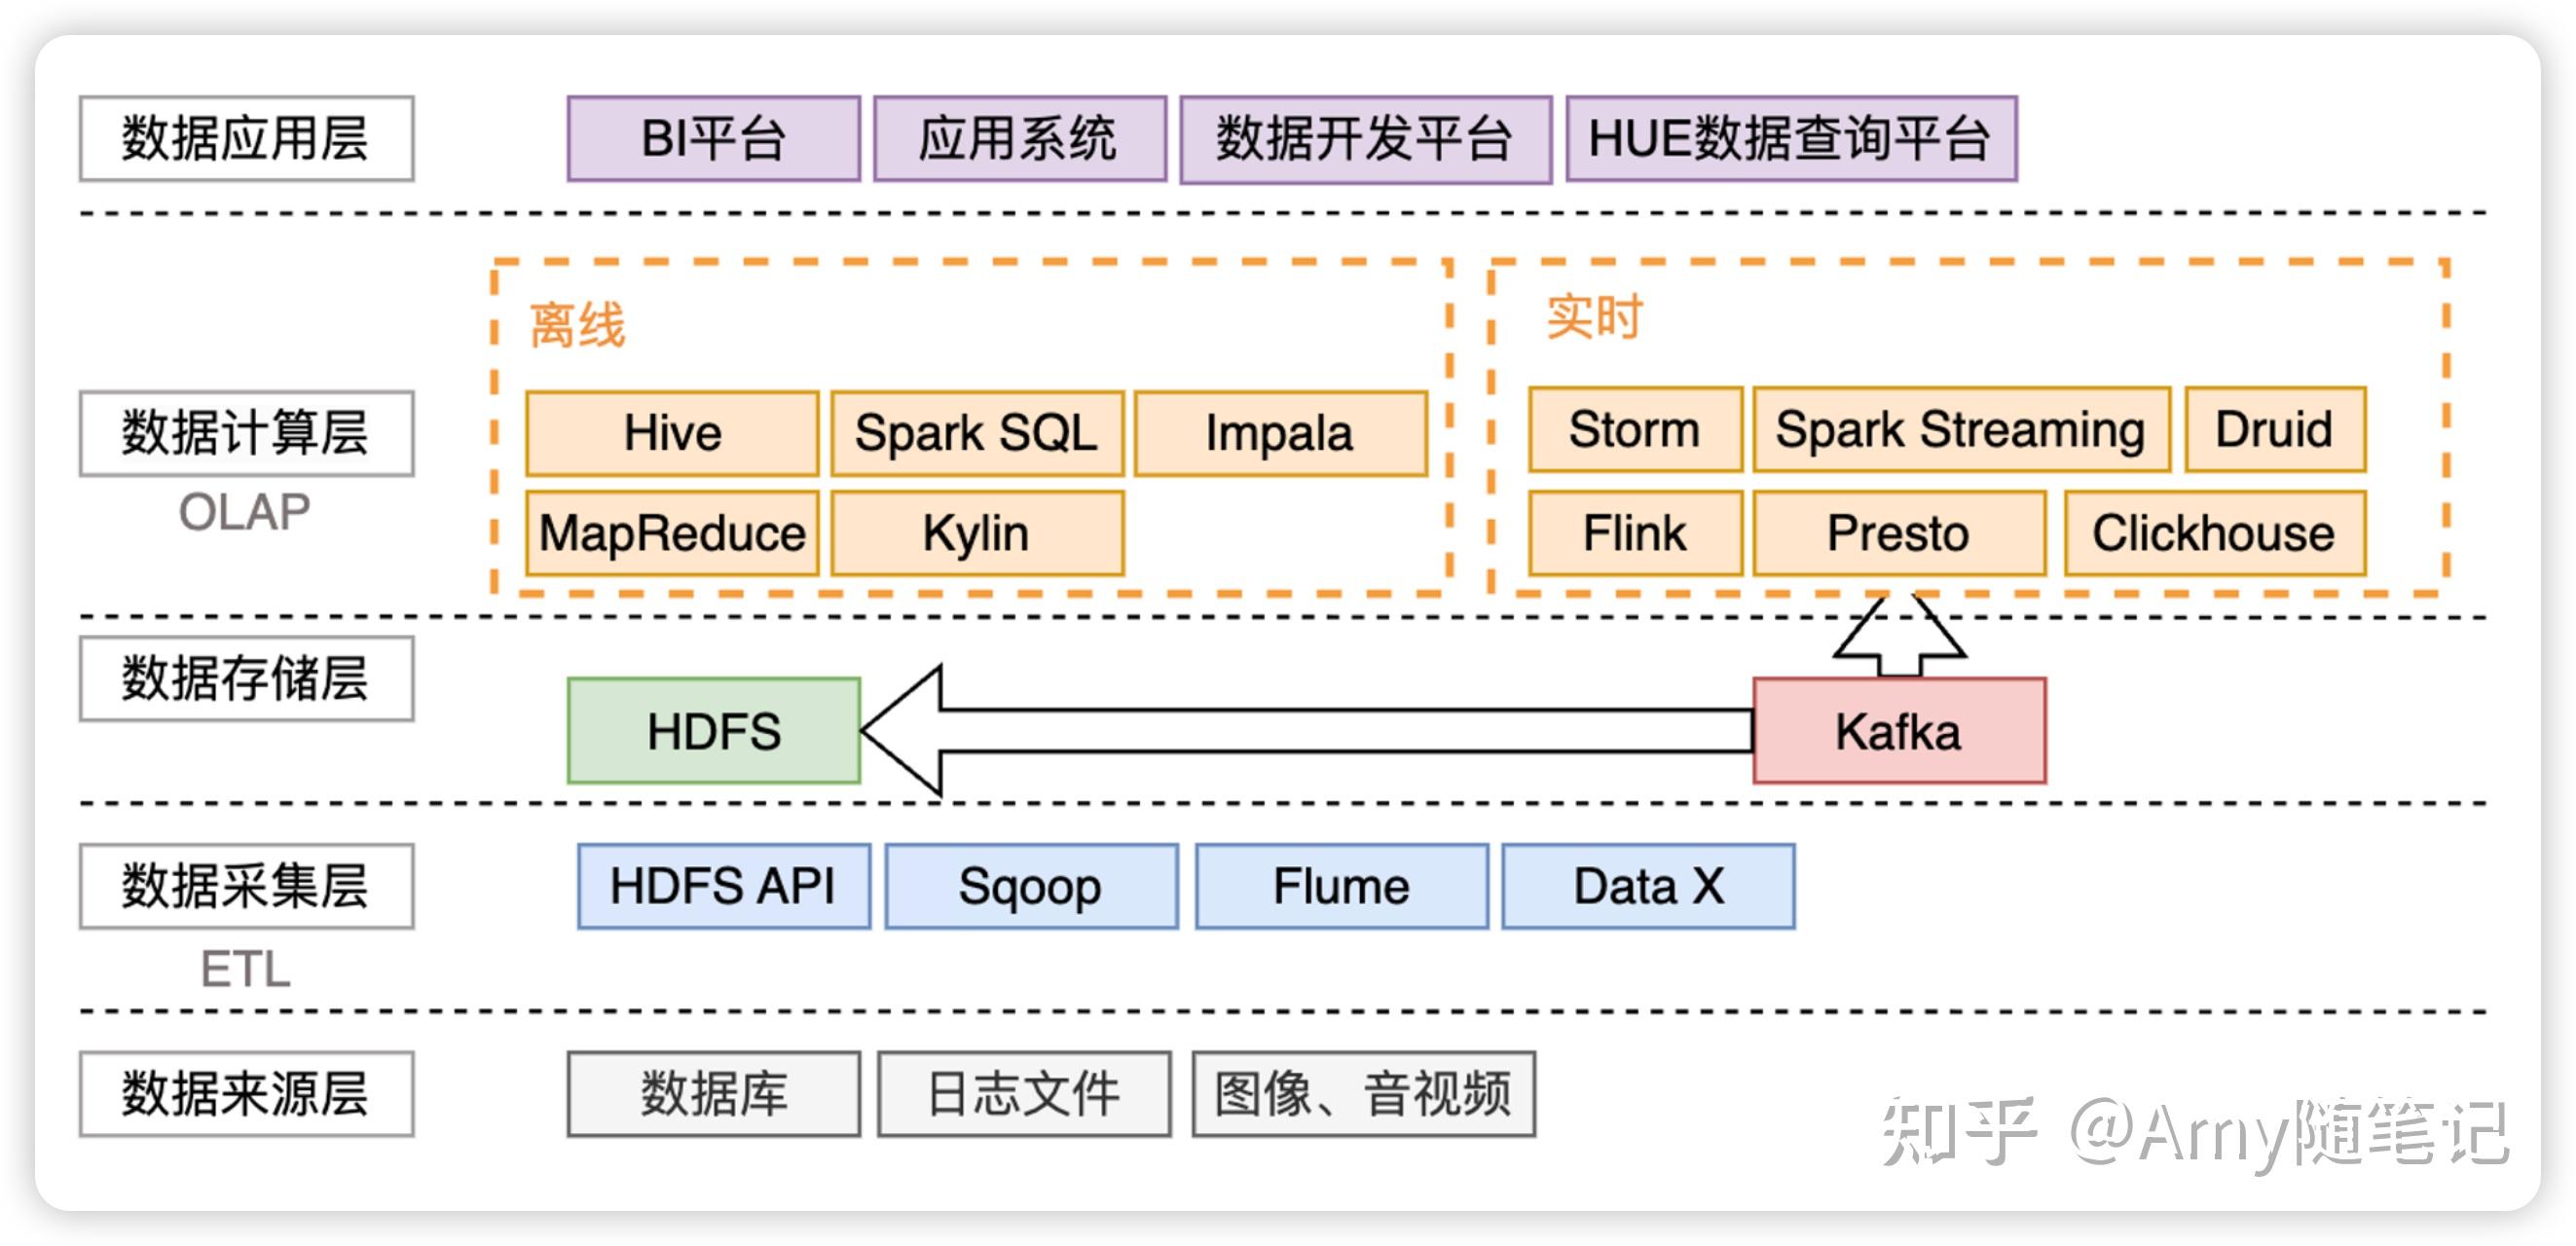 数据应用层
BI平台
应用系统
数据开发平台
HUE数据查询平台
离线
实时
数据计算层
OLAP
Hive
Spark SQL
Impala
MapReduce
Kylin
Storm
Spark Streaming
Druid
Flink
Presto
Clickhouse
数据存储层
HDFS
Kafka
数据采集层
ETL
HDFS API
Sqoop
Flume
Data X
数据来源层
数据库
日志文件
图像、音视频
知乎 @Amy随笔记